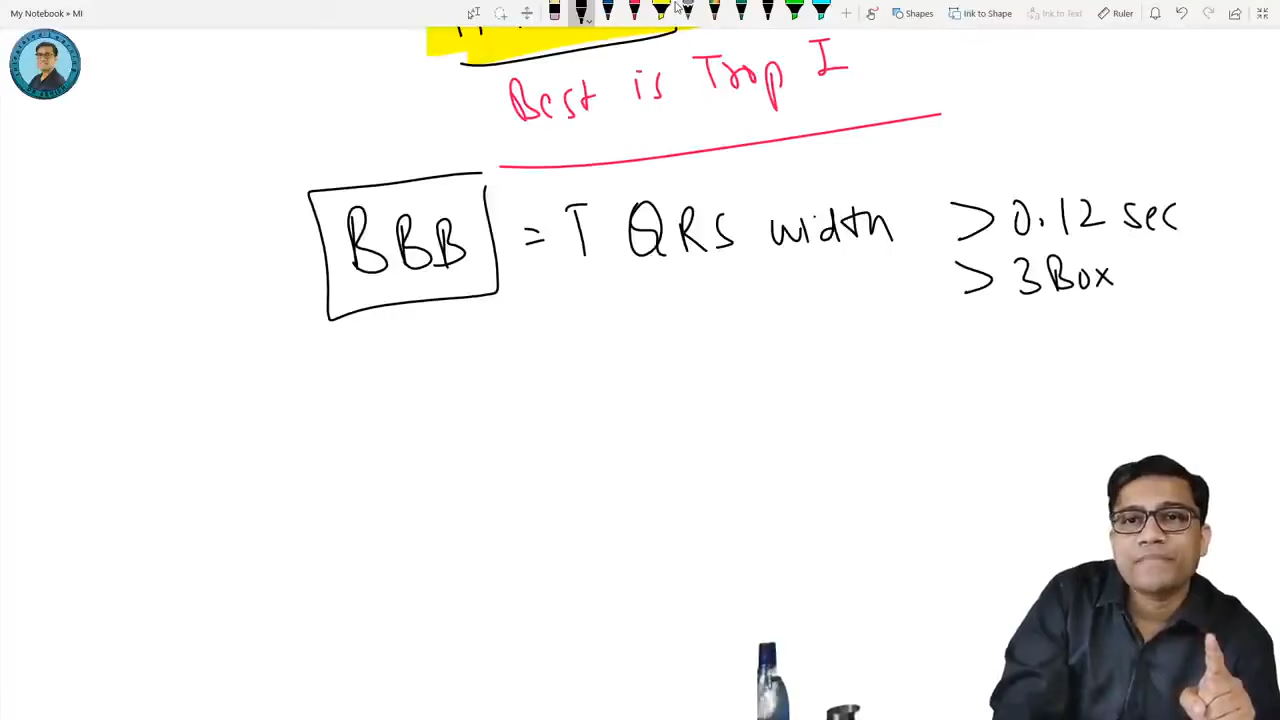 My Notebook » MI
Shapes
Ink to Shape
Ink to Text
Ruler
Best is Trop I
BBB = ↑ QRS width > 0.12 sec
> 3 Box